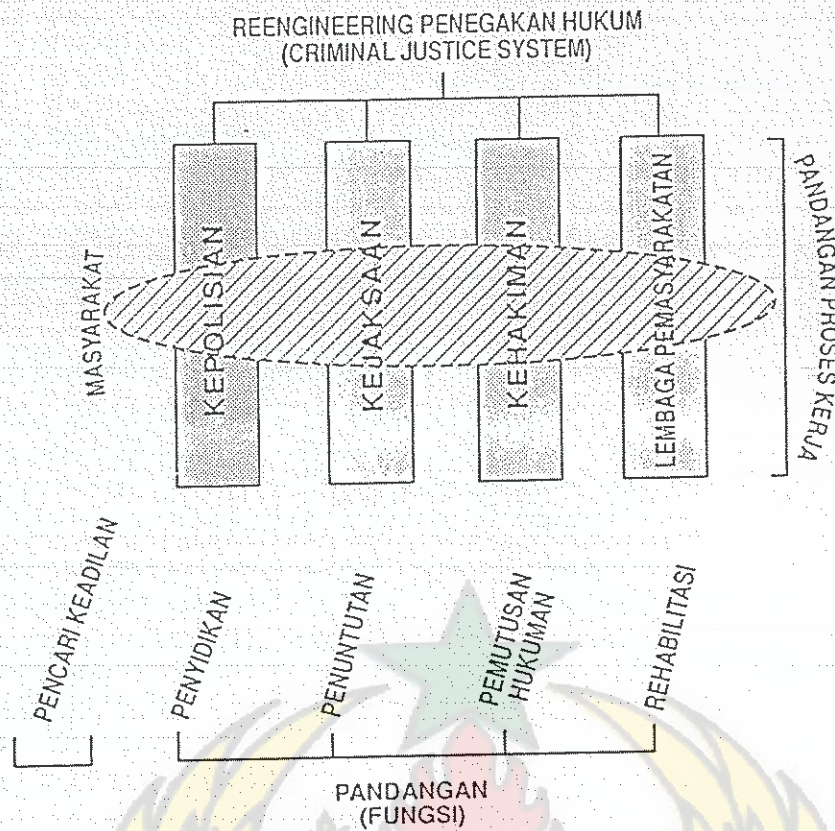 REENGINEERING PENEGAKAN HUKUM
(CRIMINAL JUSTICE SYSTEM)
MASYARAKAT
KEPOLISIAN
KEJAKSAAN
KEHAKIMAN
LEMBAGA PEMASYARAKATAN
PANDANGAN PROSES KERJA
PENCARI KEADILAN
PENYIDIKAN
PENUNTUTAN
PEMUTUSAN
HUKUMAN
REHABILITASI
PANDANGAN
(FUNGSI)